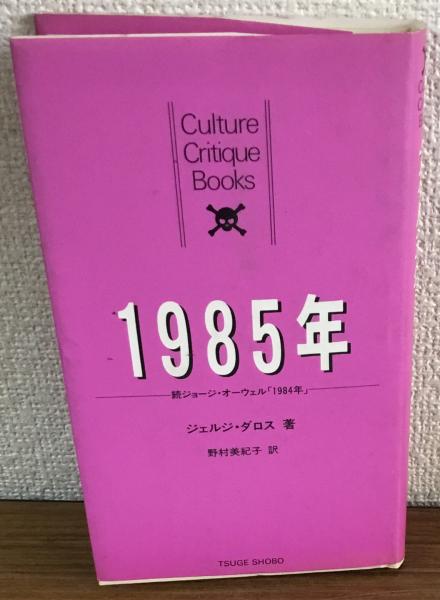 Culture
Critique
Books
1985年
続ジョージ・オーウェル「1984年」
ジェルジ・ダロス 著
野村美紀子 訳
TSUGE SHOBO